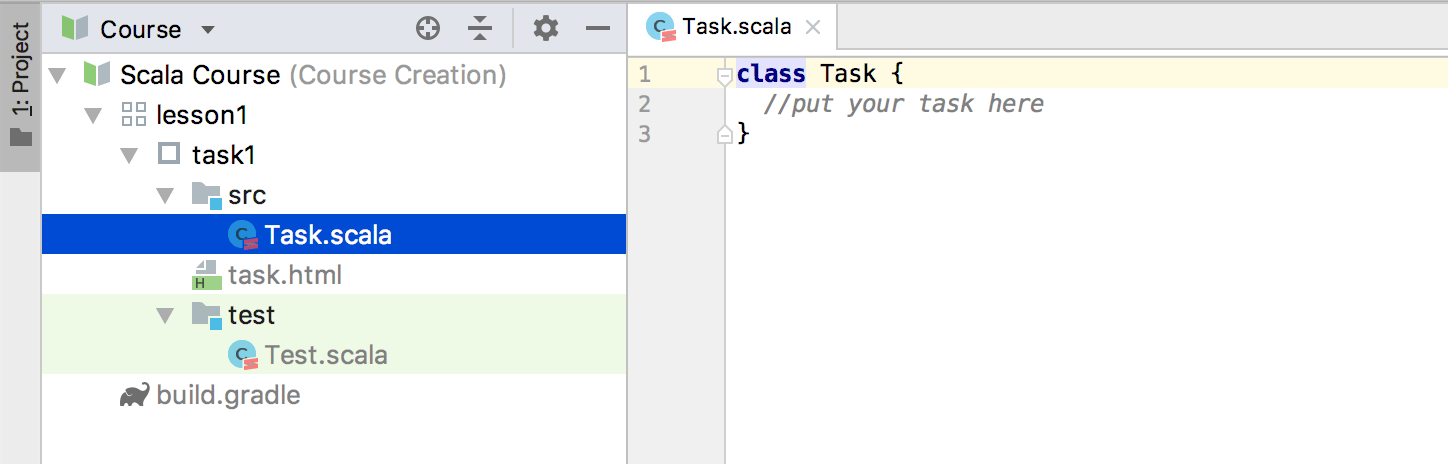 1: Project
Course
Scala Course (Course Creation)
lesson1
task1
src
Task.scala
H
task.html
test
C
Test.scala
build.gradle
C
Task.scala
1 class Task {
2 //put your task here
3 }